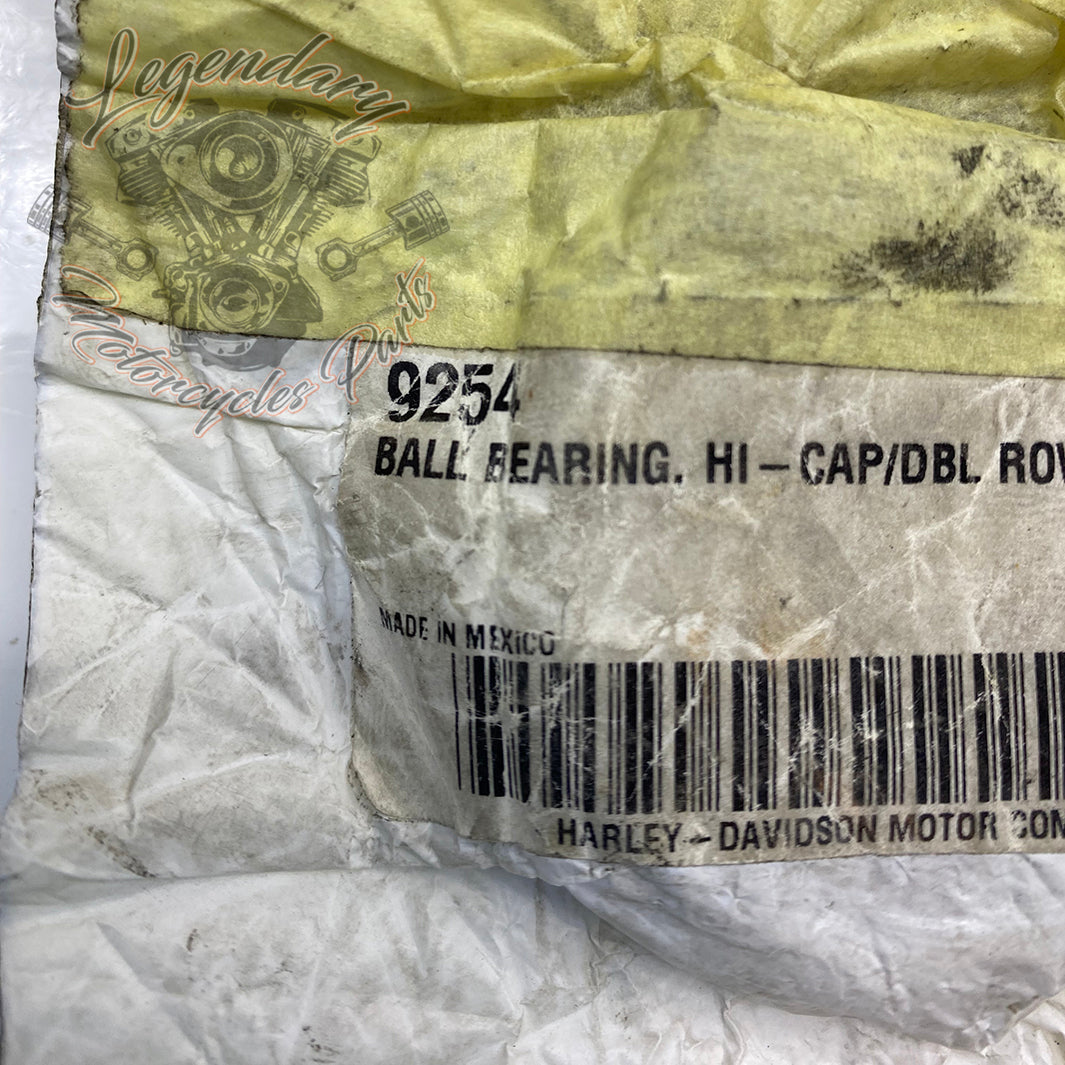 Legendary
Motorcycles Parts
9254
BALL BEARING. HI-CAP/DBL. ROW
MADE IN MEXICO
HARLEY-DAVIDSON MOTOR COM